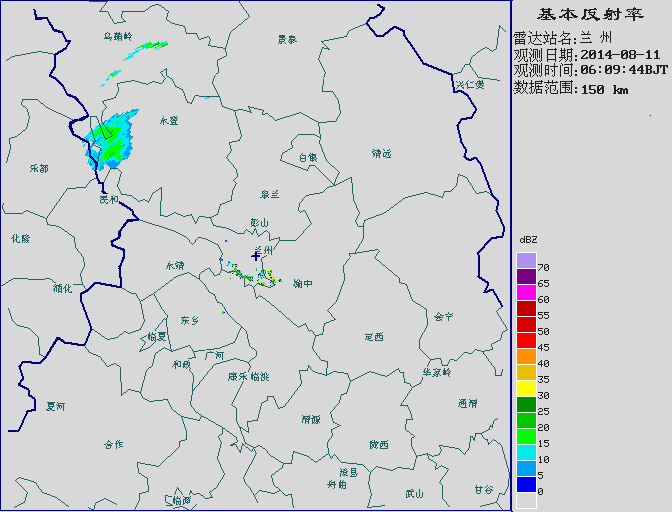 基本反射率
雷达站名:兰 州
观测日期:2014-08-11
观测时间:06:09:44BJT
数据范围:150 km
乌鞘岭
景泰
兴仁堡
永登
白银
靖远
乐都
民和
皋兰
彭山
化隆
兰州
永靖
榆中
循化
东乡
会宁
临夏
定西
广河
和政
康乐 临洮
华家岭
夏河
通渭
渭源
合作
陇西
漳县
岷县
武山
甘谷
临潭
dBZ
70
65
60
55
50
45
40
35
30
25
20
15
10
5
0